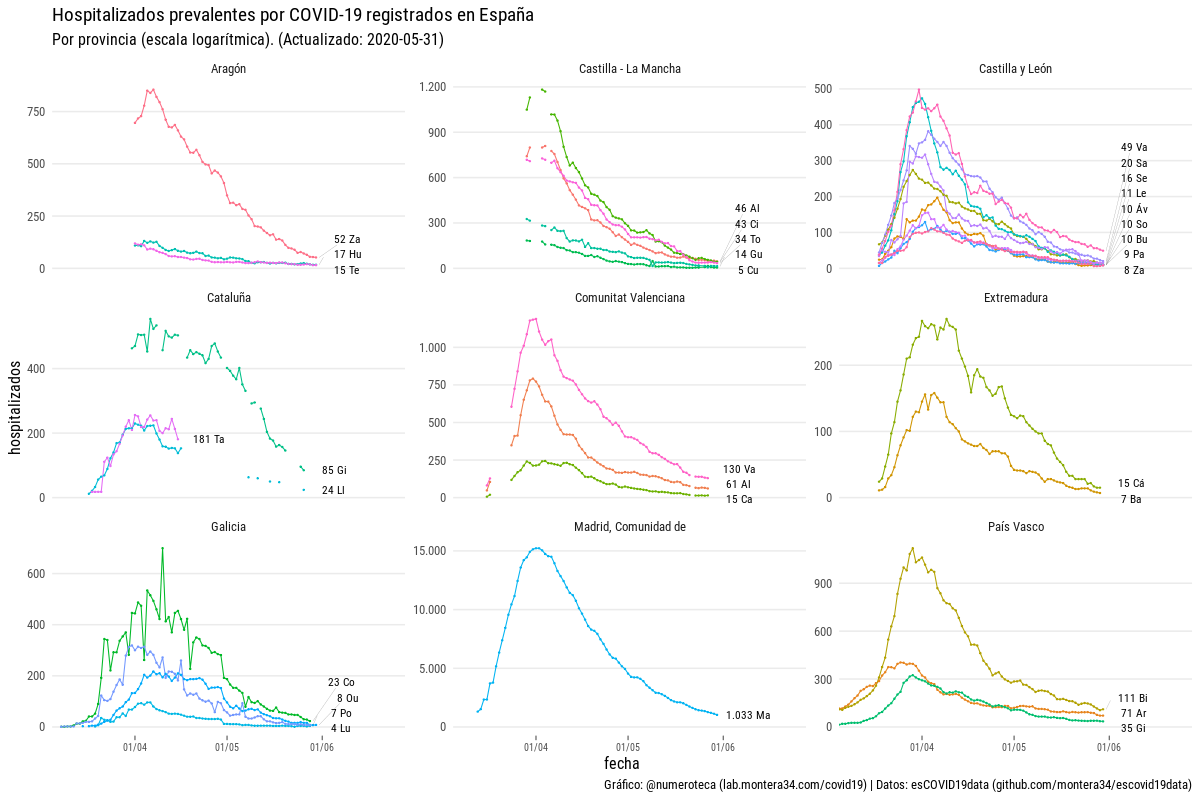 Hospitalizados prevalentes por COVID-19 registrados en España
Por provincia (escala logarítmica). (Actualizado: 2020-05-31)
hospitalizados
Aragón
750
500
250
0
52 Za
17 Hu
15 Te
Castilla - La Mancha
1.200
900
600
300
0
46 Al
43 Ci
34 To
14 Gu
5 Cu
Castilla y León
500
400
300
200
100
0
49 Va
20 Sa
16 Se
11 Le
10 Áv
10 So
10 Bu
9 Pa
8 Za
Cataluña
400
200
0
181 Ta
85 Gi
24 Ll
Comunitat Valenciana
1.000
750
500
250
0
130 Va
61 Al
15 Ca
Extremadura
200
100
0
15 Cá
7 Ba
Galicia
600
400
200
0
23 Co
8 Ou
7 Po
4 Lu
01/04
01/05
01/06
Madrid, Comunidad de
15.000
10.000
5.000
0
1.033 Ma
01/04
01/05
01/06
País Vasco
900
600
300
0
111 Bi
71 Ar
35 Gi
01/04
01/05
01/06
fecha
Gráfico: @numeroteca (lab.montera34.com/covid19) | Datos: esCOVID19data (github.com/montera34/escovid19data)